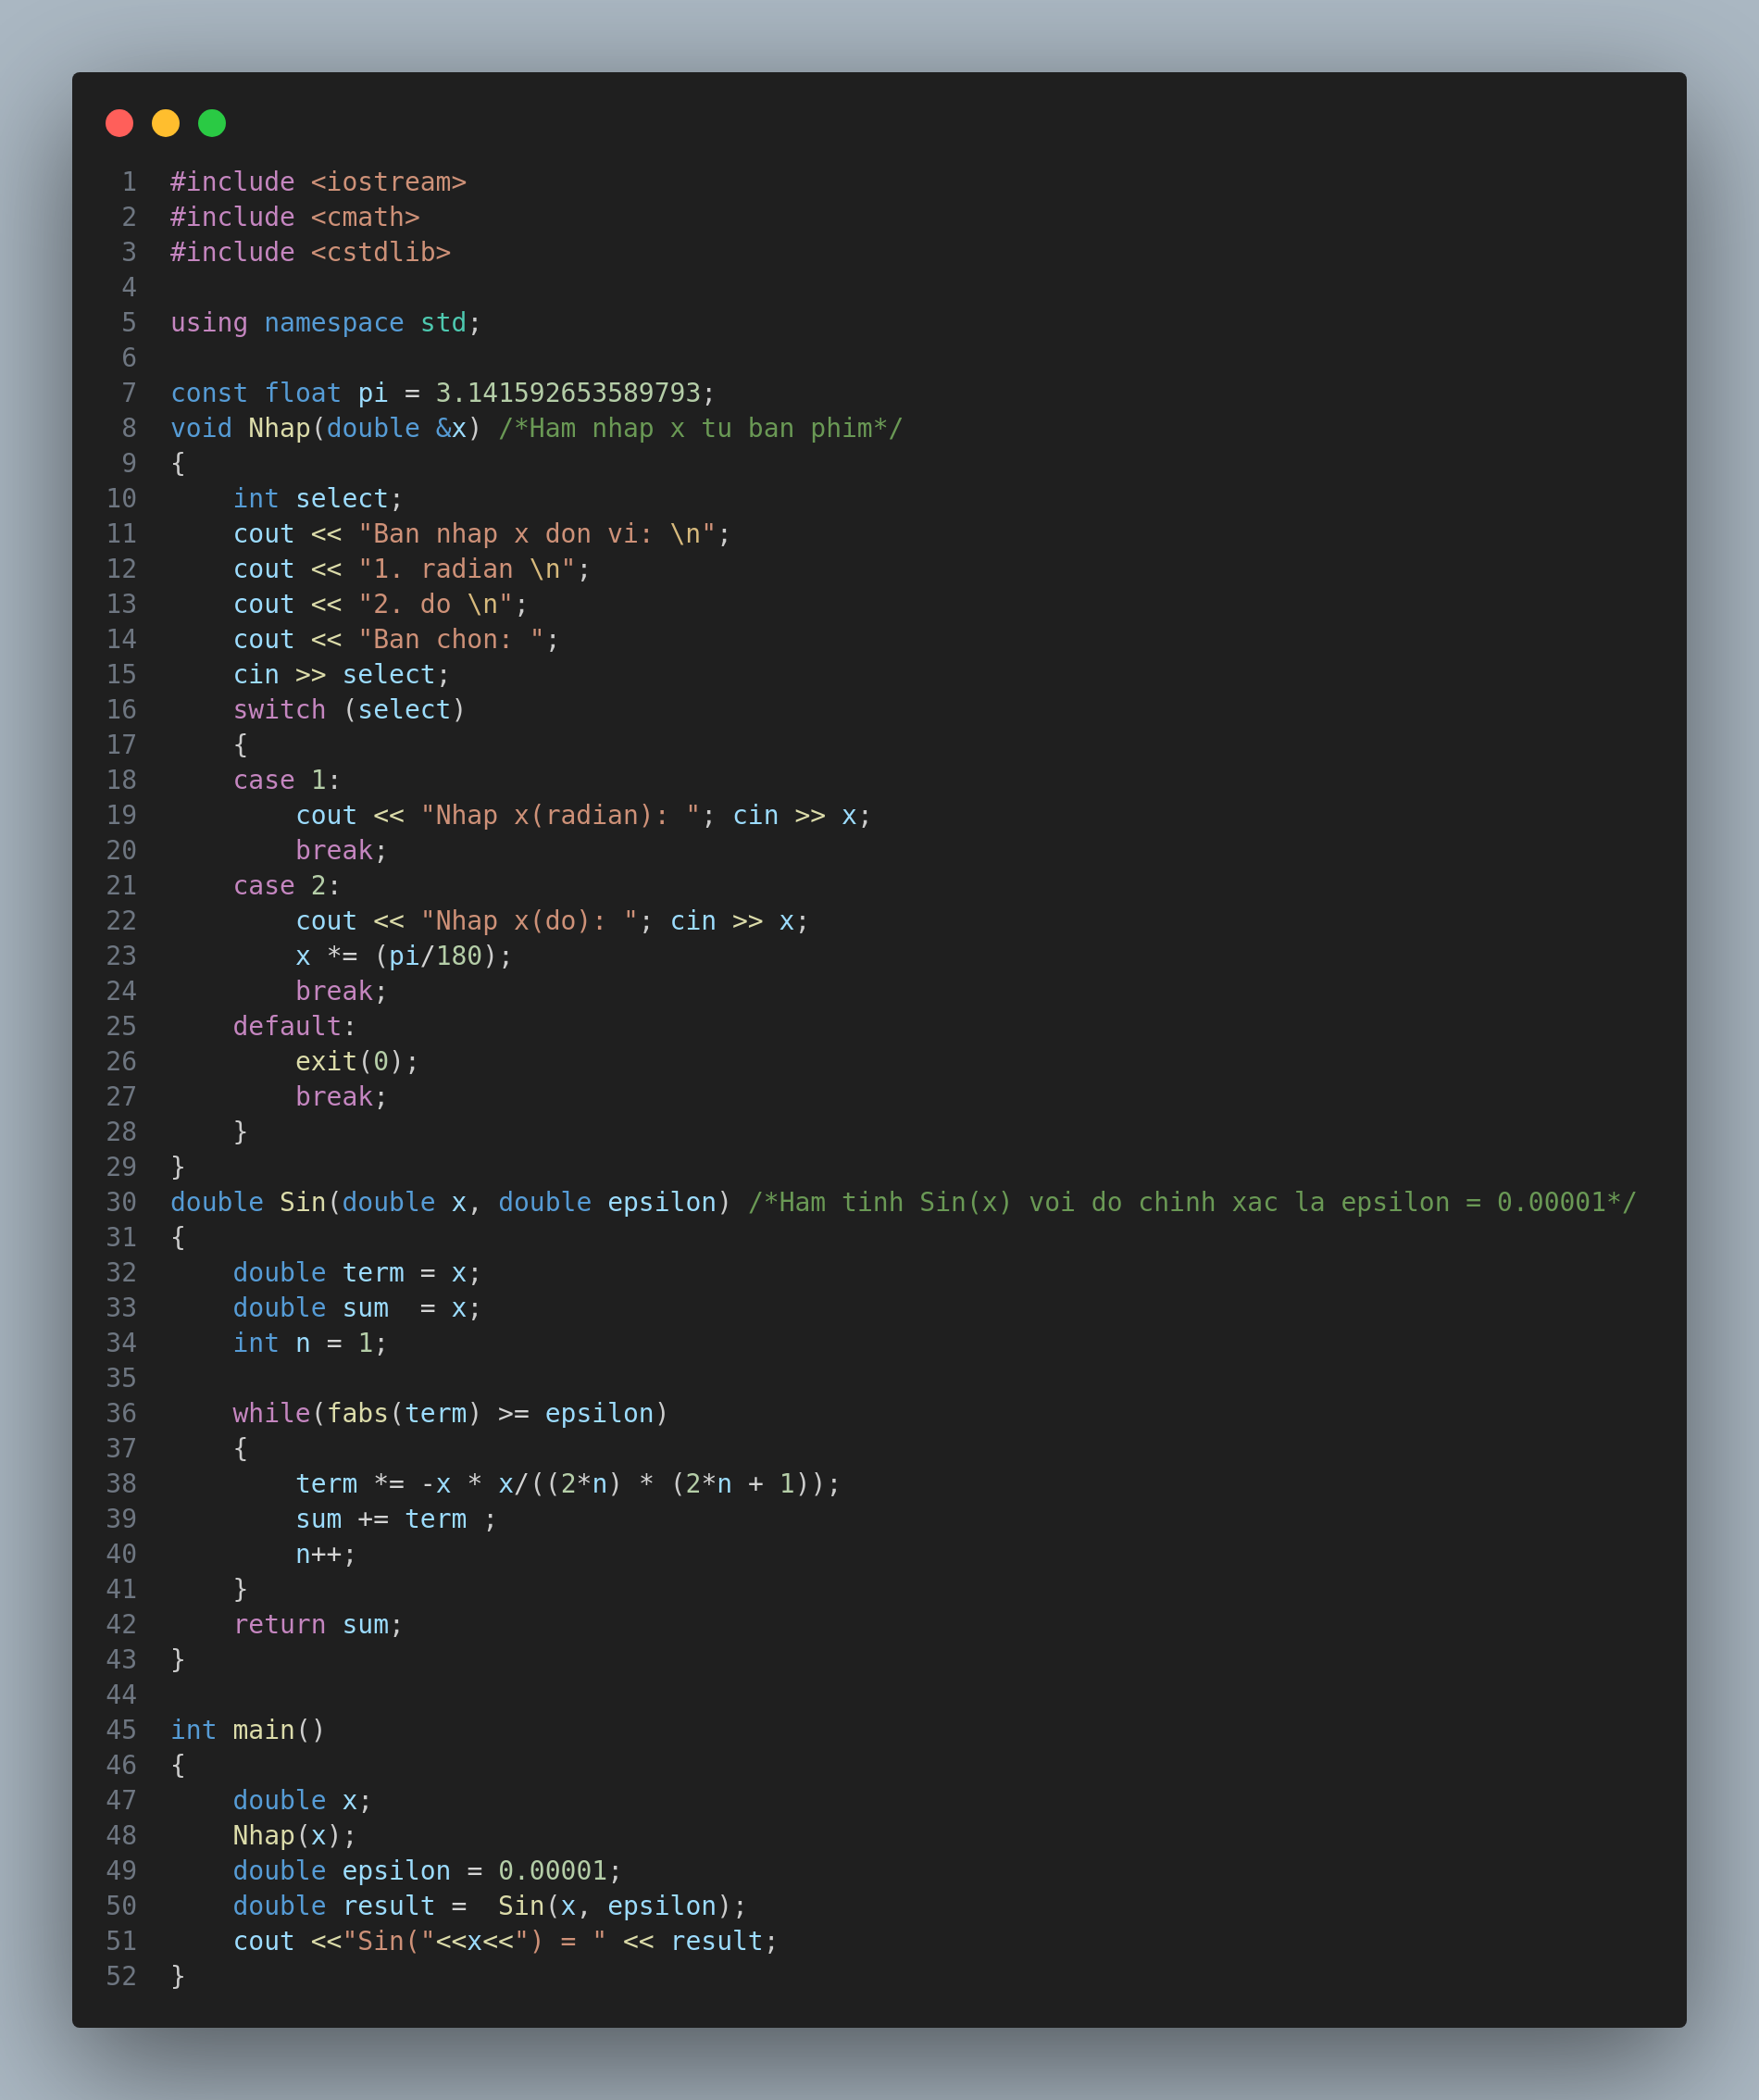 1 #include <iostream>
2 #include <cmath>
3 #include <cstdlib>
4
5 using namespace std;
6
7 const float pi = 3.141592653589793;
8 void Nhap(double &x) /*Ham nhap x tu ban phim*/
9 {
10     int select;
11     cout << "Ban nhap x don vi: \n";
12     cout << "1. radian \n";
13     cout << "2. do \n";
14     cout << "Ban chon: ";
15     cin >> select;
16     switch (select)
17     {
18     case 1:
19         cout << "Nhap x(radian): "; cin >> x;
20         break;
21     case 2:
22         cout << "Nhap x(do): "; cin >> x;
23         x *= (pi/180);
24         break;
25     default:
26         exit(0);
27         break;
28     }
29 }
30 double Sin(double x, double epsilon) /*Ham tinh Sin(x) voi do chinh xac la epsilon = 0.00001*/
31 {
32     double term = x;
33     double sum  = x;
34     int n = 1;
35
36     while(fabs(term) >= epsilon)
37     {
38         term *= -x * x/((2*n) * (2*n + 1));
39         sum += term ;
40         n++;
41     }
42     return sum;
43 }
44
45 int main()
46 {
47     double x;
48     Nhap(x);
49     double epsilon = 0.00001;
50     double result =  Sin(x, epsilon);
51     cout <<"Sin("<<x<<") = " << result;
52 }